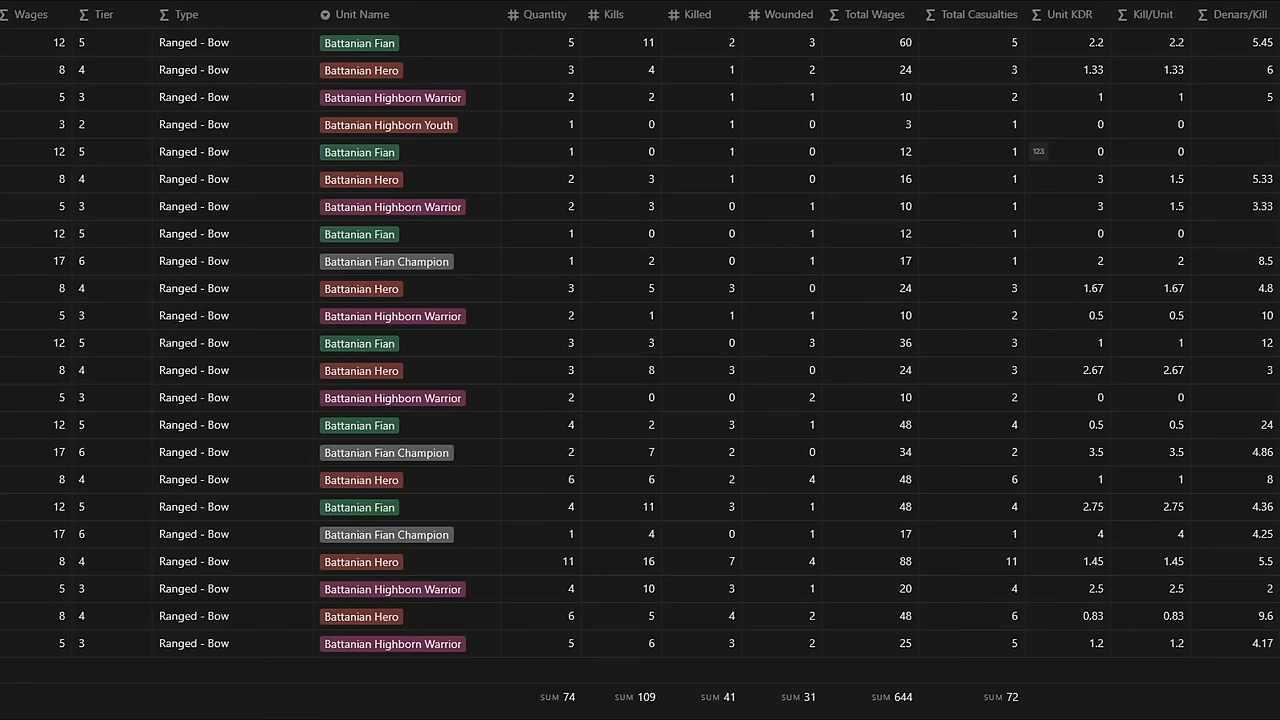 Σ Wages Σ Tier Σ Type Unit Name # Quantity # Kills # Killed # Wounded Σ Total Wages Σ Total Casualties Σ Unit KDR Σ Kill/Unit Σ Denars/Kill
12 5 Ranged - Bow Battanian Fian 5 11 2 3 60 5 2.2 2.2 5.45
8 4 Ranged - Bow Battanian Hero 3 4 1 2 24 3 1.33 1.33 6
5 3 Ranged - Bow Battanian Highborn Warrior 2 2 1 1 10 2 1 1 5
3 2 Ranged - Bow Battanian Highborn Youth 1 0 1 0 3 1 0 0
12 5 Ranged - Bow Battanian Fian 1 0 1 0 12 1 123 0 0
8 4 Ranged - Bow Battanian Hero 2 3 1 0 16 1 3 1.5 5.33
5 3 Ranged - Bow Battanian Highborn Warrior 2 3 0 1 10 1 3 1.5 3.33
12 5 Ranged - Bow Battanian Fian 1 0 0 1 12 1 0 0
17 6 Ranged - Bow Battanian Fian Champion 1 2 0 1 17 1 2 2 8.5
8 4 Ranged - Bow Battanian Hero 3 5 3 0 24 3 1.67 1.67 4.8
5 3 Ranged - Bow Battanian Highborn Warrior 2 1 1 1 10 2 0.5 0.5 10
12 5 Ranged - Bow Battanian Fian 3 3 0 3 36 3 1 1 12
8 4 Ranged - Bow Battanian Hero 3 8 3 0 24 3 2.67 2.67 3
5 3 Ranged - Bow Battanian Highborn Warrior 2 0 0 2 10 2 0 0
12 5 Ranged - Bow Battanian Fian 4 2 3 1 48 4 0.5 0.5 24
17 6 Ranged - Bow Battanian Fian Champion 2 7 2 0 34 2 3.5 3.5 4.86
8 4 Ranged - Bow Battanian Hero 6 6 2 4 48 6 1 1 8
12 5 Ranged - Bow Battanian Fian 4 11 3 1 48 4 2.75 2.75 4.36
17 6 Ranged - Bow Battanian Fian Champion 1 4 0 1 17 1 4 4 4.25
8 4 Ranged - Bow Battanian Hero 11 16 7 4 88 11 1.45 1.45 5.5
5 3 Ranged - Bow Battanian Highborn Warrior 4 10 3 1 20 4 2.5 2.5 2
8 4 Ranged - Bow Battanian Hero 6 5 4 2 48 6 0.83 0.83 9.6
5 3 Ranged - Bow Battanian Highborn Warrior 5 6 3 2 25 5 1.2 1.2 4.17
SUM 74 SUM 109 SUM 41 SUM 31 SUM 644 SUM 72